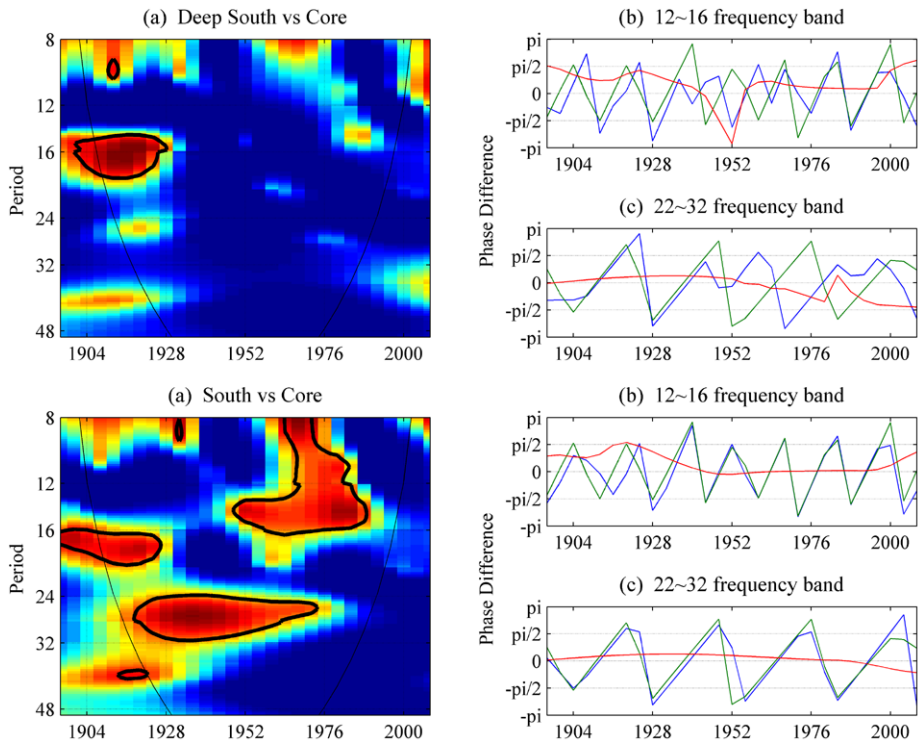 (a) Deep South vs Core
8
12
16
24
32
48
Period
1904 1928 1952 1976 2000
(b) 12~16 frequency band
pi
pi/2
0
-pi/2
-pi
1904 1928 1952 1976 2000
Phase Difference
(c) 22~32 frequency band
pi
pi/2
0
-pi/2
-pi
1904 1928 1952 1976 2000
(a) South vs Core
8
12
16
24
32
48
Period
1904 1928 1952 1976 2000
(b) 12~16 frequency band
pi
pi/2
0
-pi/2
-pi
1904 1928 1952 1976 2000
Phase Difference
(c) 22~32 frequency band
pi
pi/2
0
-pi/2
-pi
1904 1928 1952 1976 2000